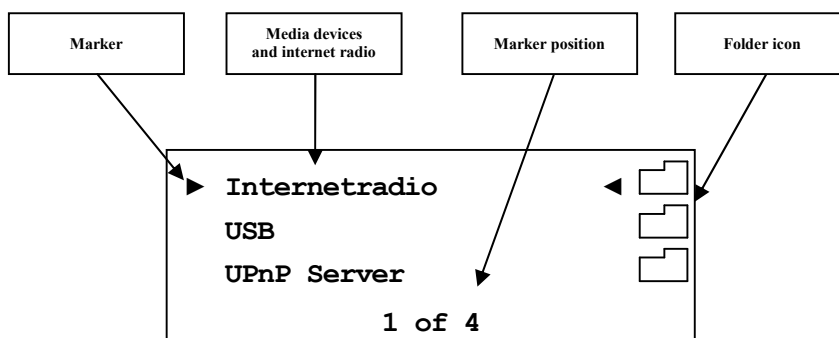 Marker
Media devices
and internet radio
Marker position
Folder icon
Internetradio
USB
UPnP Server
1 of 4